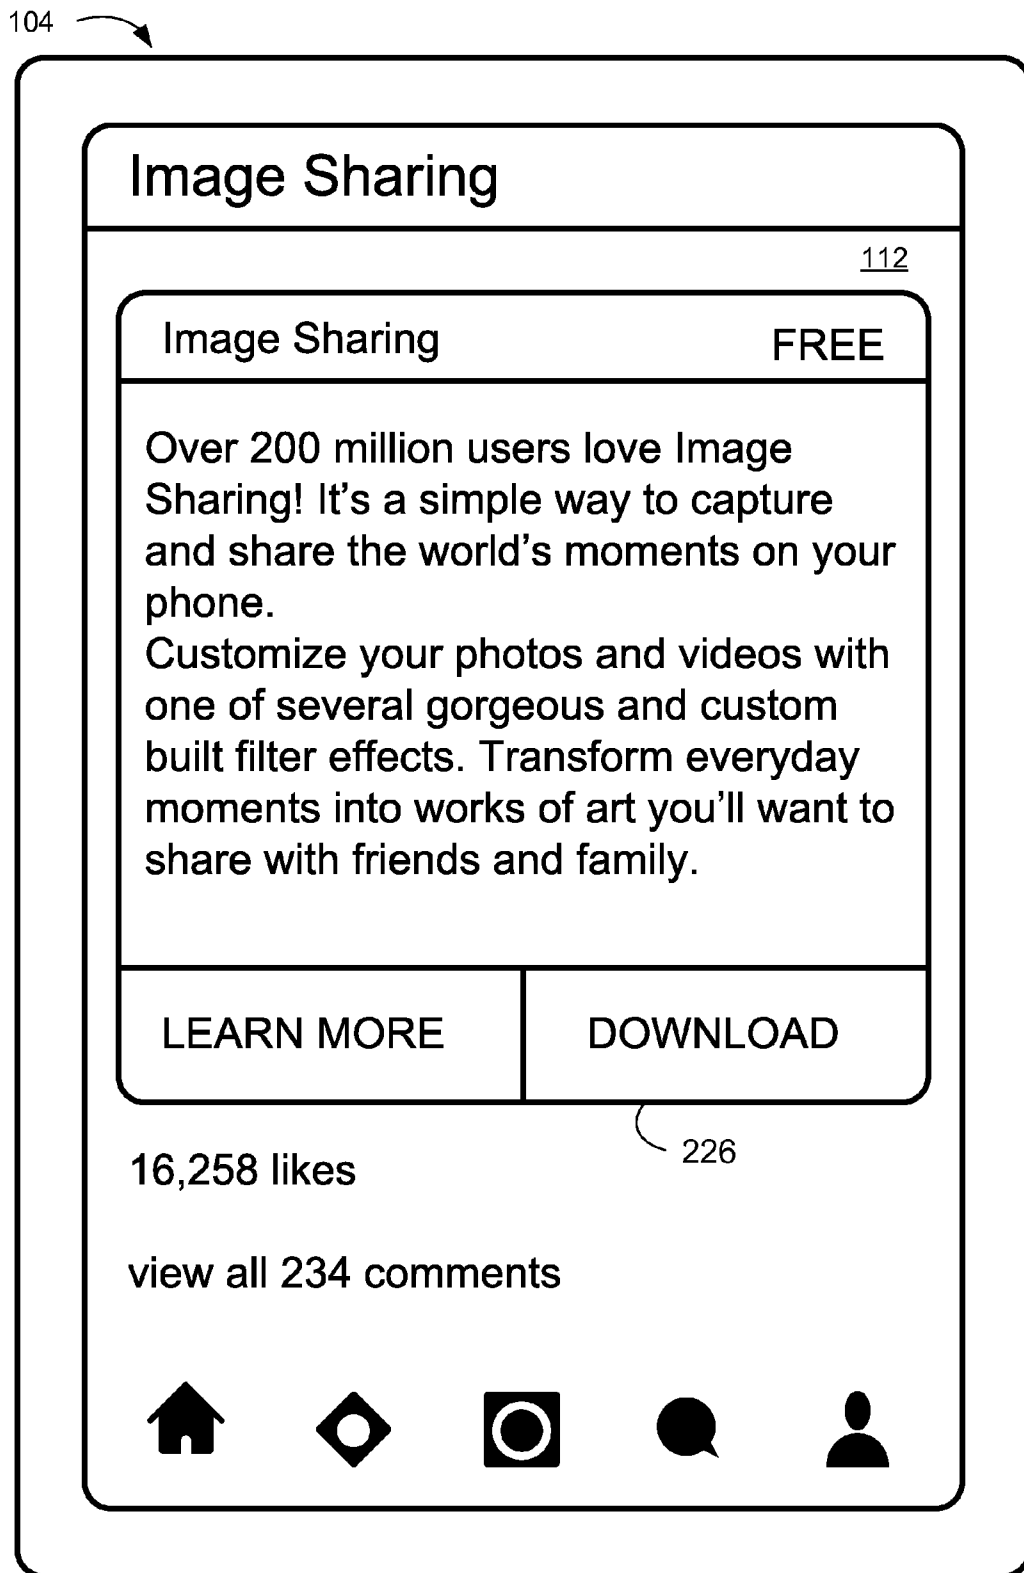 104
Image Sharing
112
Image Sharing FREE
Over 200 million users love Image
Sharing! It’s a simple way to capture
and share the world’s moments on your
phone.
Customize your photos and videos with
one of several gorgeous and custom
built filter effects. Transform everyday
moments into works of art you’ll want to
share with friends and family.
LEARN MORE DOWNLOAD
226
16,258 likes
view all 234 comments